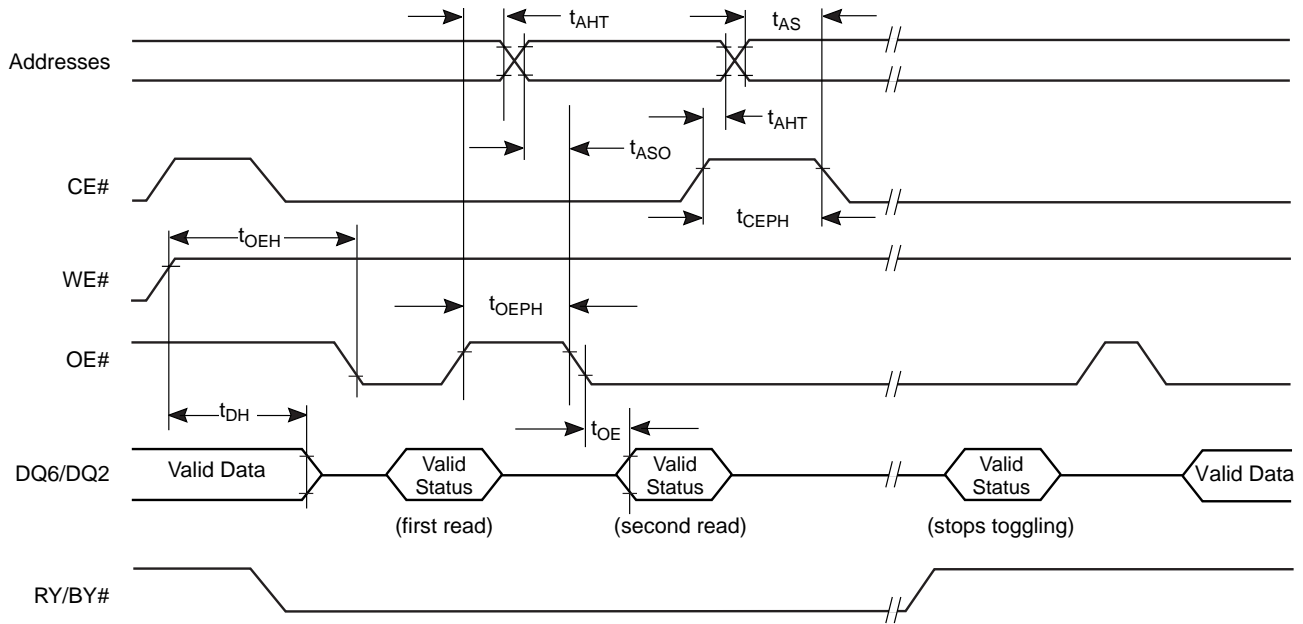 tAHT
tAS
Addresses
tAHT
tASO
CE#
tCEPH
tOEH
WE#
tOEPH
OE#
tDH
tOE
DQ6/DQ2
Valid Data
Valid
Status
Valid
Status
Valid
Status
Valid Data
(first read)
(second read)
(stops toggling)
RY/BY#